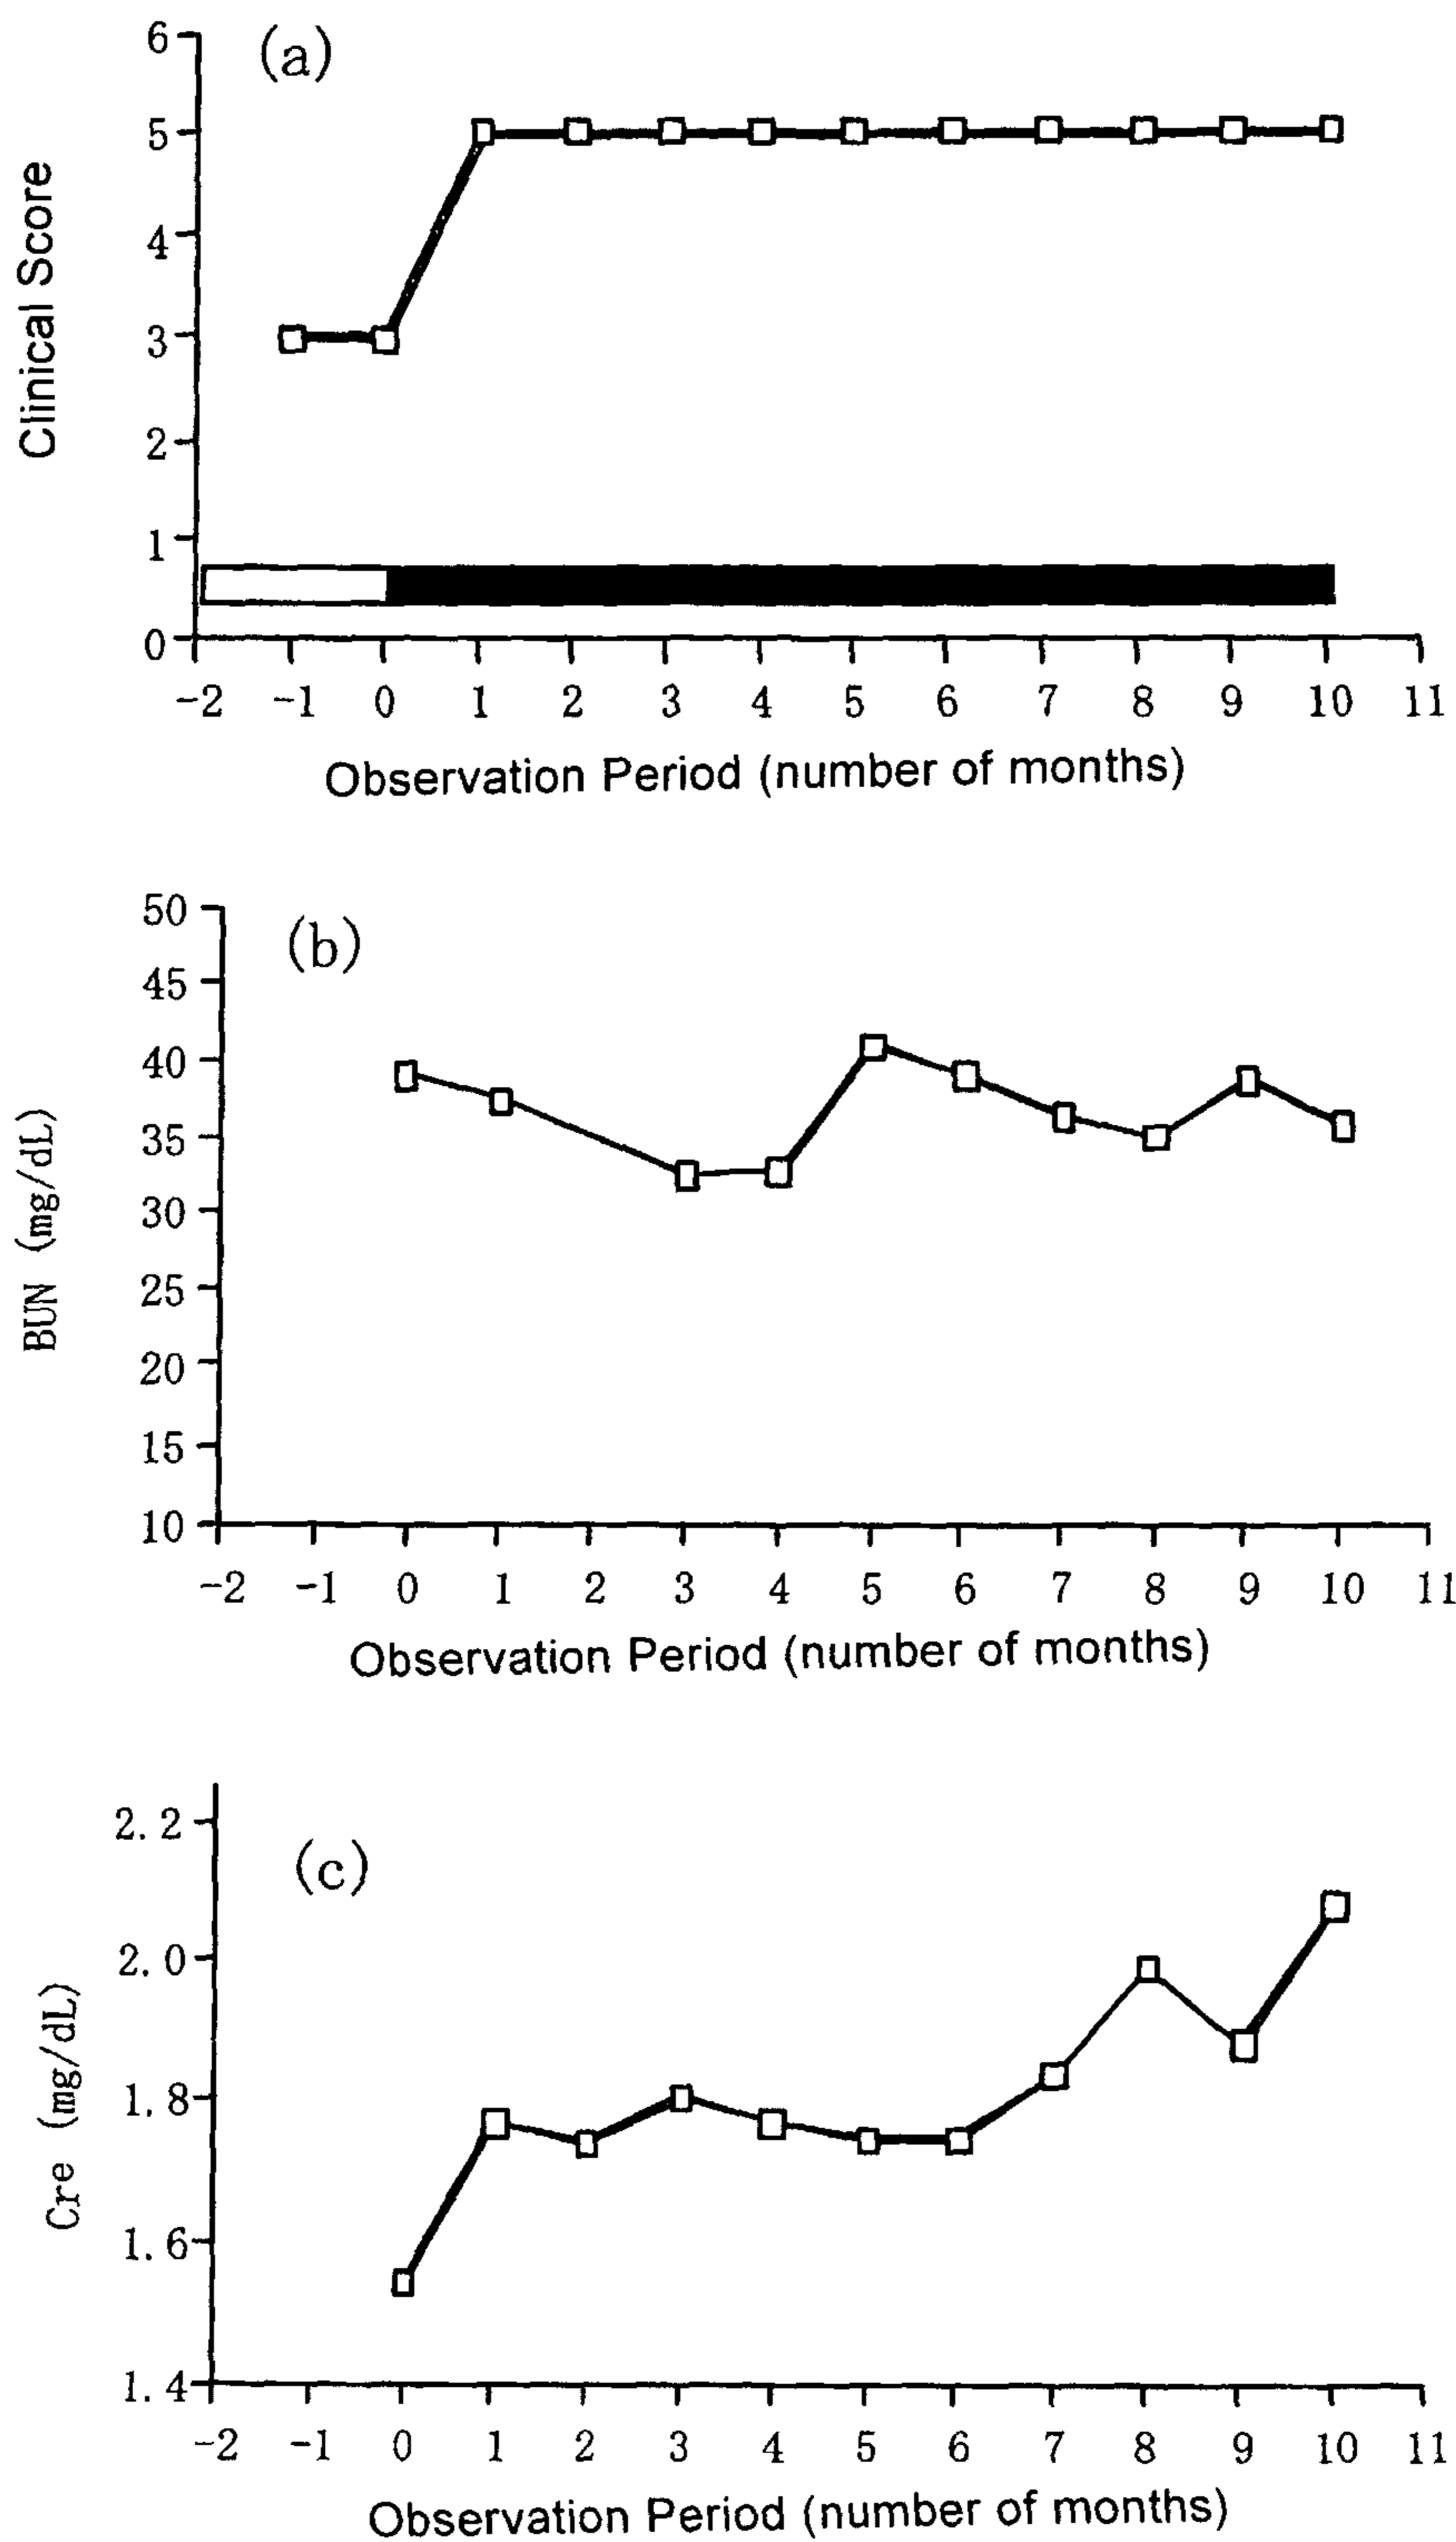 (a)
6
5
4
3
2
1
0
Clinical Score
-2 -1 0 1 2 3 4 5 6 7 8 9 10 11
Observation Period (number of months)
(b)
50
45
40
35
30
25
20
15
10
BUN (mg/dL)
-2 -1 0 1 2 3 4 5 6 7 8 9 10 11
Observation Period (number of months)
(c)
2.2
2.0
1.8
1.6
1.4
Cre (mg/dL)
-2 -1 0 1 2 3 4 5 6 7 8 9 10 11
Observation Period (number of months)